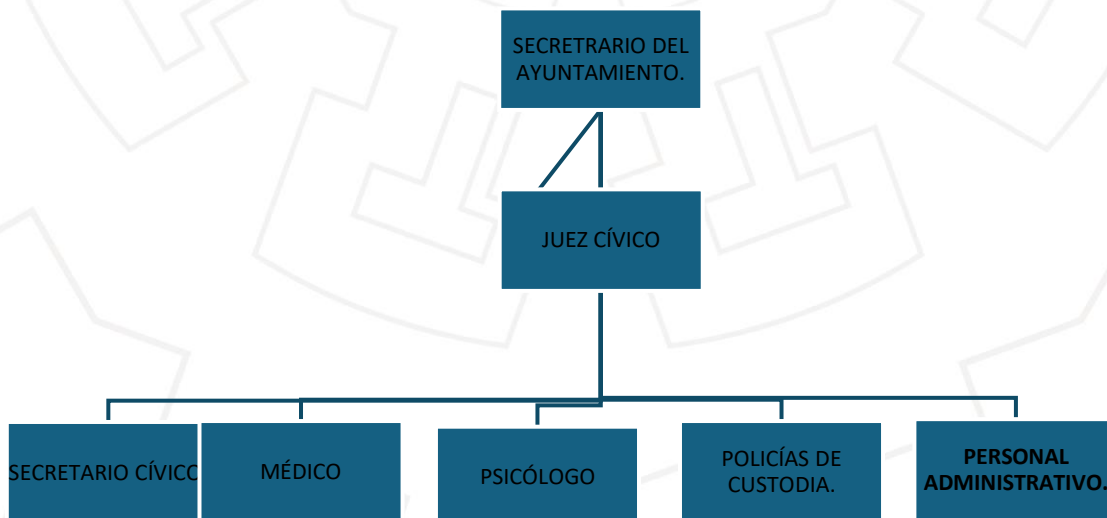 SECRETRARIO DEL
AYUNTAMIENTO.
JUEZ CÍVICO
SECRETARIO CÍVICO
MÉDICO
PSICÓLOGO
POLICÍAS DE
CUSTODIA.
PERSONAL
ADMINISTRATIVO.